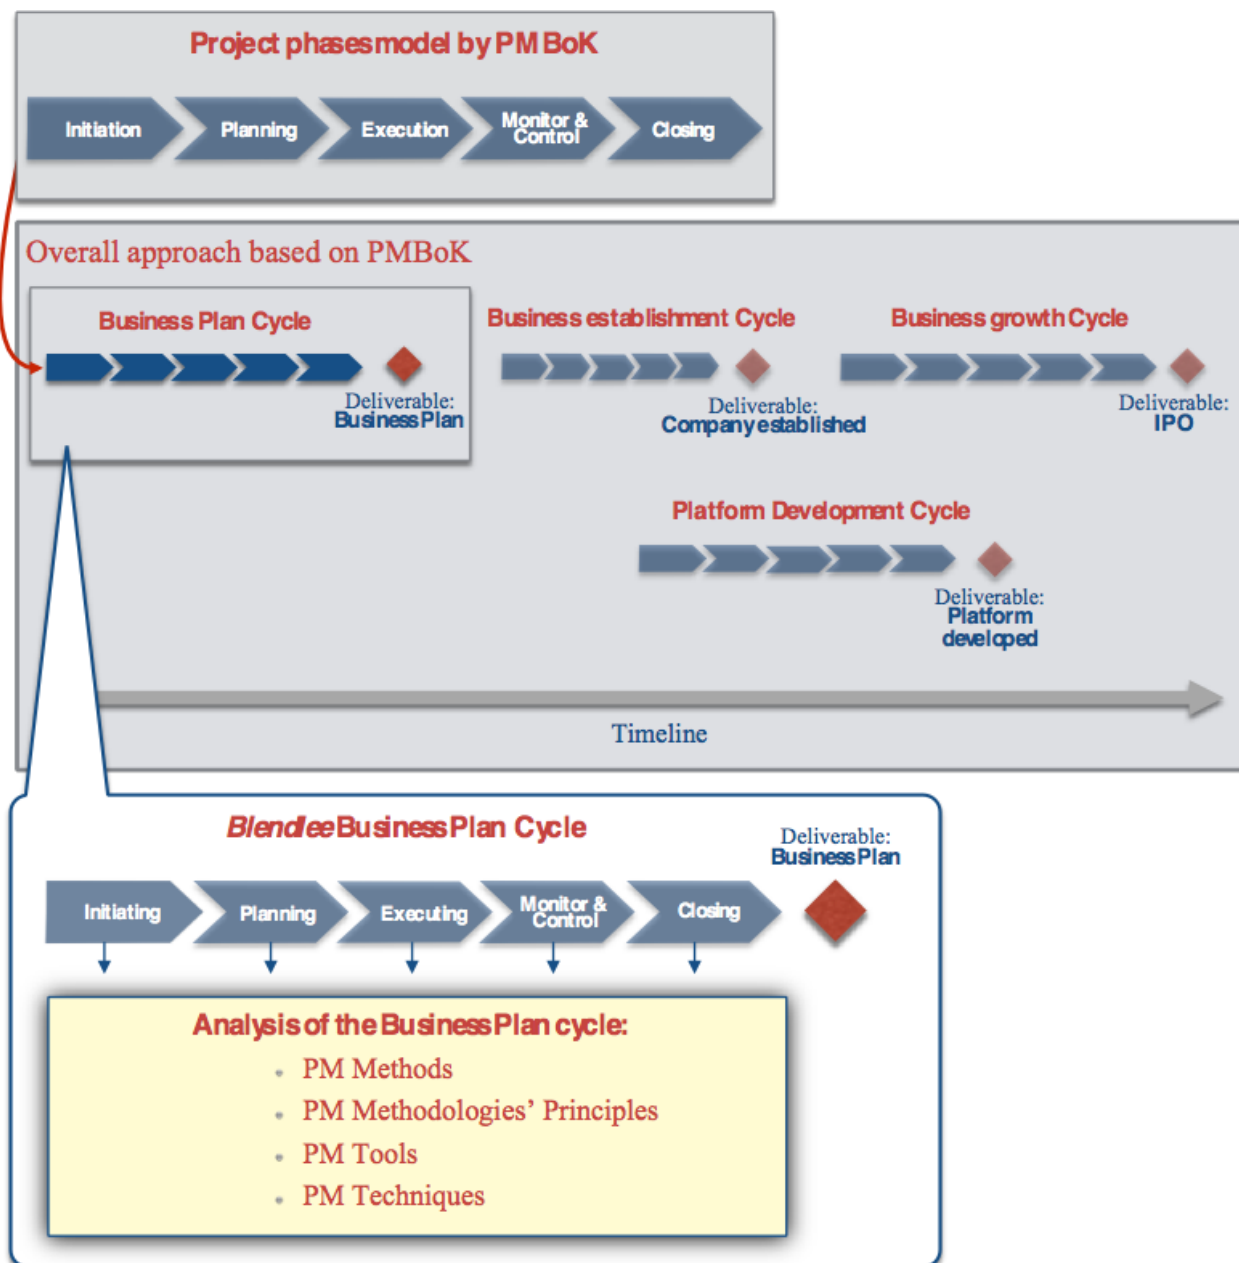 Project phases model by PMBoK
Initiation
Planning
Execution
Monitor &
Control
Closing
Overall approach based on PMBoK
Business Plan Cycle
Deliverable:
Business Plan
Business establishment Cycle
Deliverable:
Company established
Business growth Cycle
Deliverable:
IPO
Platform Development Cycle
Deliverable:
Platform
developed
Timeline
Blendlee Business Plan Cycle
Deliverable:
Business Plan
Initiating
Planning
Executing
Monitor &
Control
Closing
Analysis of the Business Plan cycle:
• PM Methods
• PM Methodologies’ Principles
• PM Tools
• PM Techniques